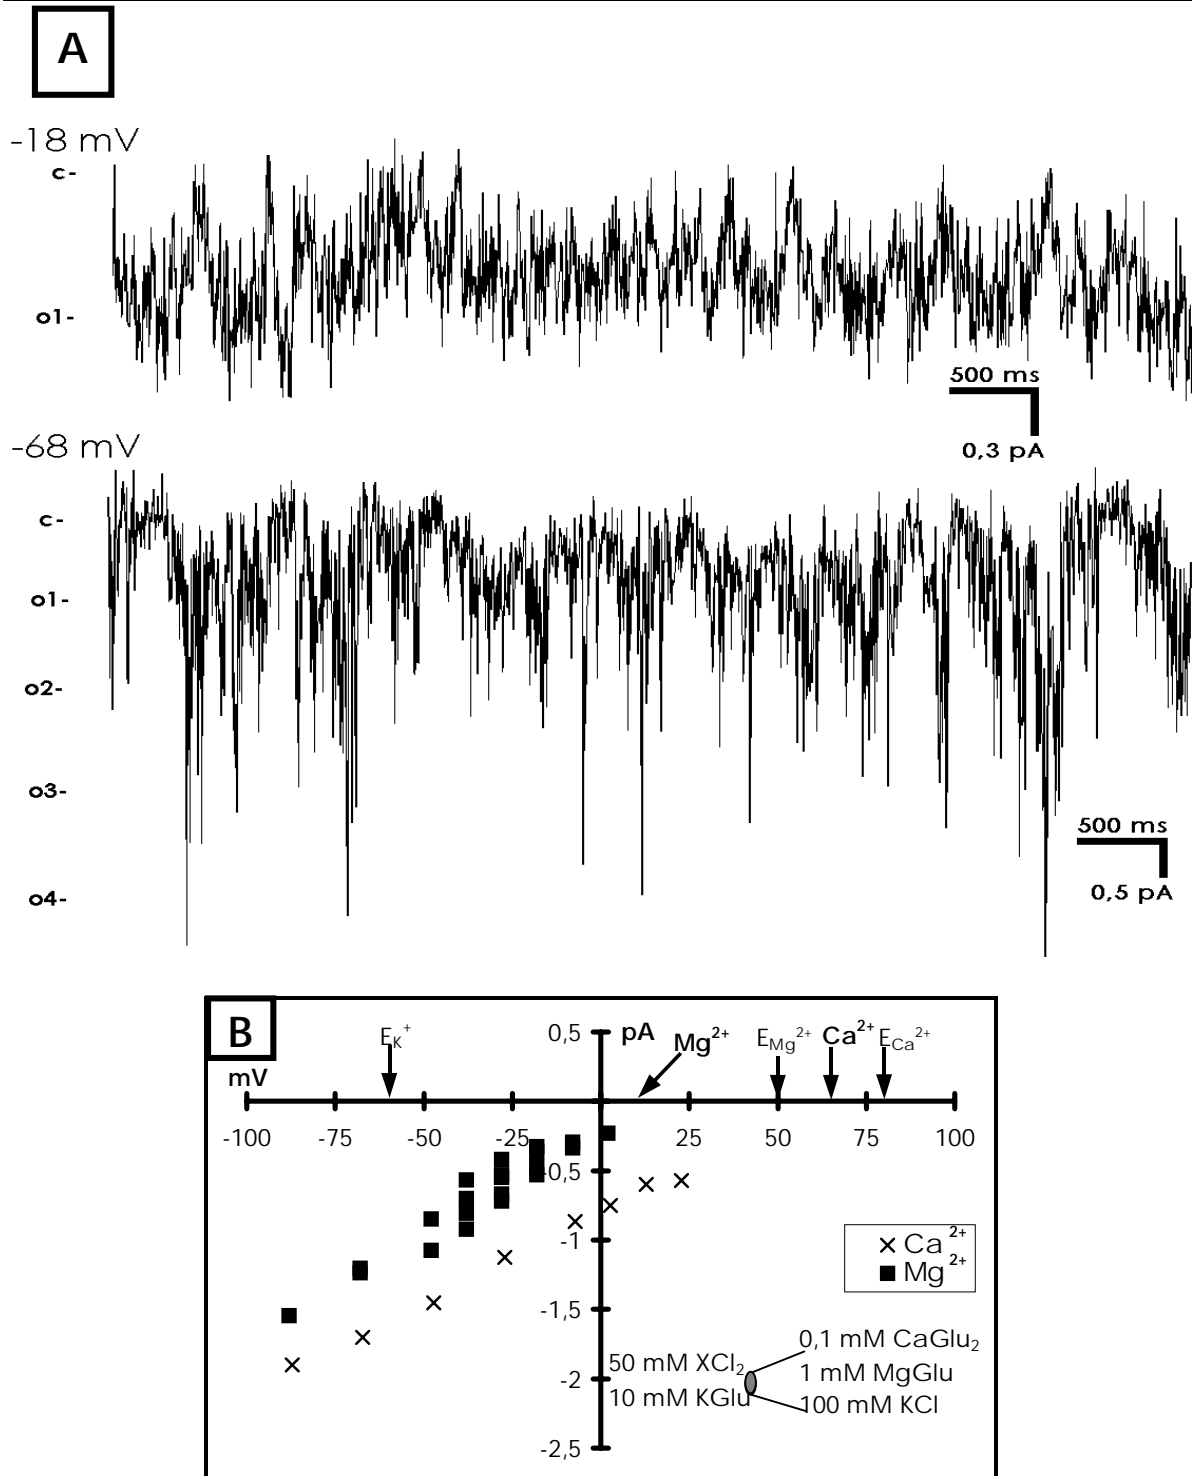 A
-18 mV
c-
o1-
500 ms
0,3 pA
-68 mV
c-
o1-
o2-
o3-
500 ms
0,5 pA
o4-
B
mV
E_K⁺
0,5
pA
Mg²⁺
E_Mg²⁺
Ca²⁺
E_Ca²⁺
-100 -75 -50 -25 25 50 75 100
-0,5
-1
Ca²⁺
Mg²⁺
-1,5
50 mM XCl₂
0,1 mM CaGlu₂
-2
1 mM MgGlu
10 mM KGlu
100 mM KCl
-2,5